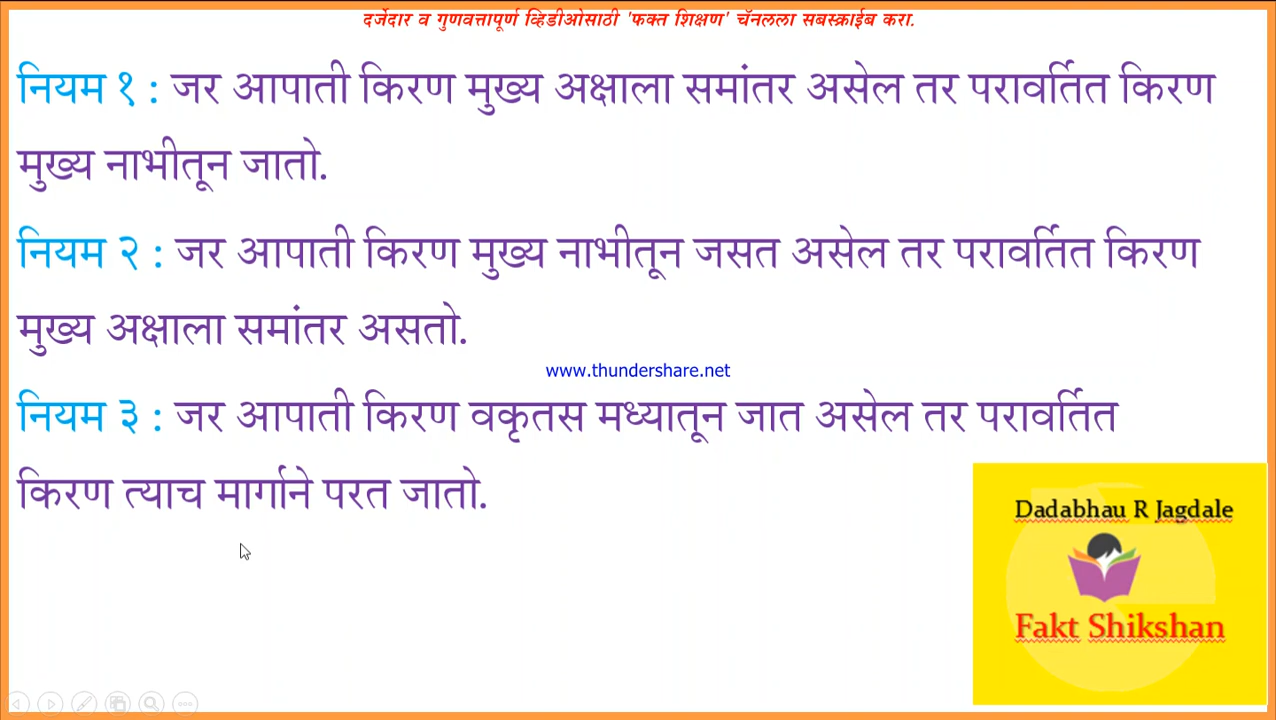 दर्जेदार व गुणवत्तापूर्ण व्हिडीओसाठी 'फक्त शिक्षण' चॅनलला सबस्क्राईब करा.
नियम १ : जर आपाती किरण मुख्य अक्षाला समांतर असेल तर परावर्तित किरण
मुख्य नाभीतून जातो.
नियम २ : जर आपाती किरण मुख्य नाभीतून जसत असेल तर परावर्तित किरण
मुख्य अक्षाला समांतर असतो.
www.thundershare.net
नियम ३ : जर आपाती किरण वकृतस मध्यातून जात असेल तर परावर्तित
किरण त्याच मार्गाने परत जातो.
Dadabhau R Jagdale
Fakt Shikshan